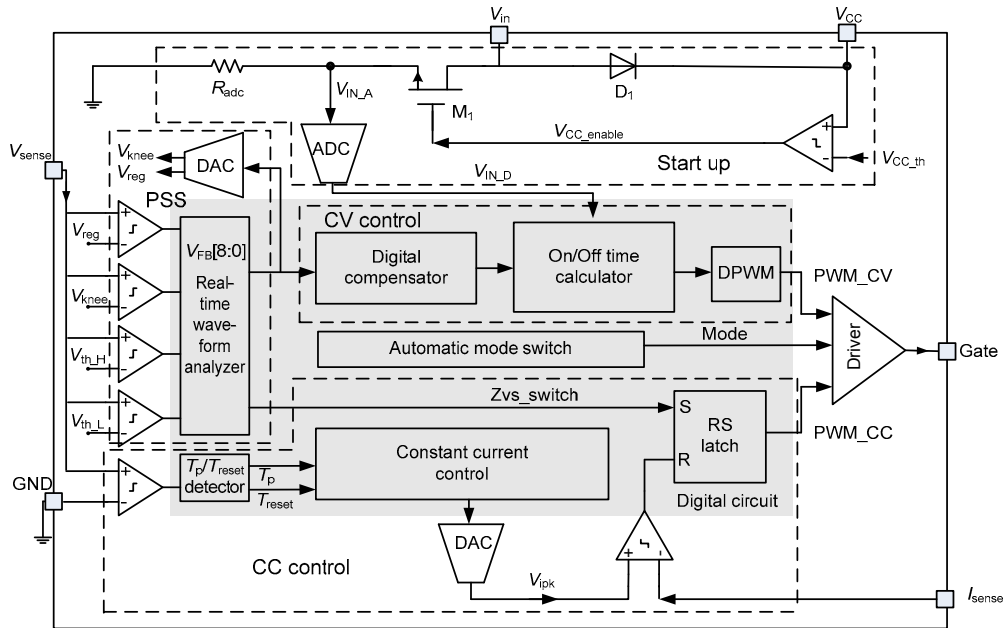 Vin
VCC
Radc
VIN_A
M1
D1
VCC_enable
+
-
VCC_th
Start up
ADC
VIN_D
Vsense
Vknee
Vreg
DAC
PSS
+
−
Vreg
+
−
Vknee
+
−
Vth_H
+
−
Vth_L
VFB[8:0]
Real-
time
wave-
form
analyzer
CV control
Digital
compensator
On/Off time
calculator
DPWM
PWM_CV
Automatic mode switch
Mode
Driver
Gate
Zvs_switch
S
R
RS
latch
PWM_CC
GND
+
−
Tp/Treset
detector
Tp
Treset
Constant current
control
Digital circuit
DAC
CC control
Vipk
+
-
Isense